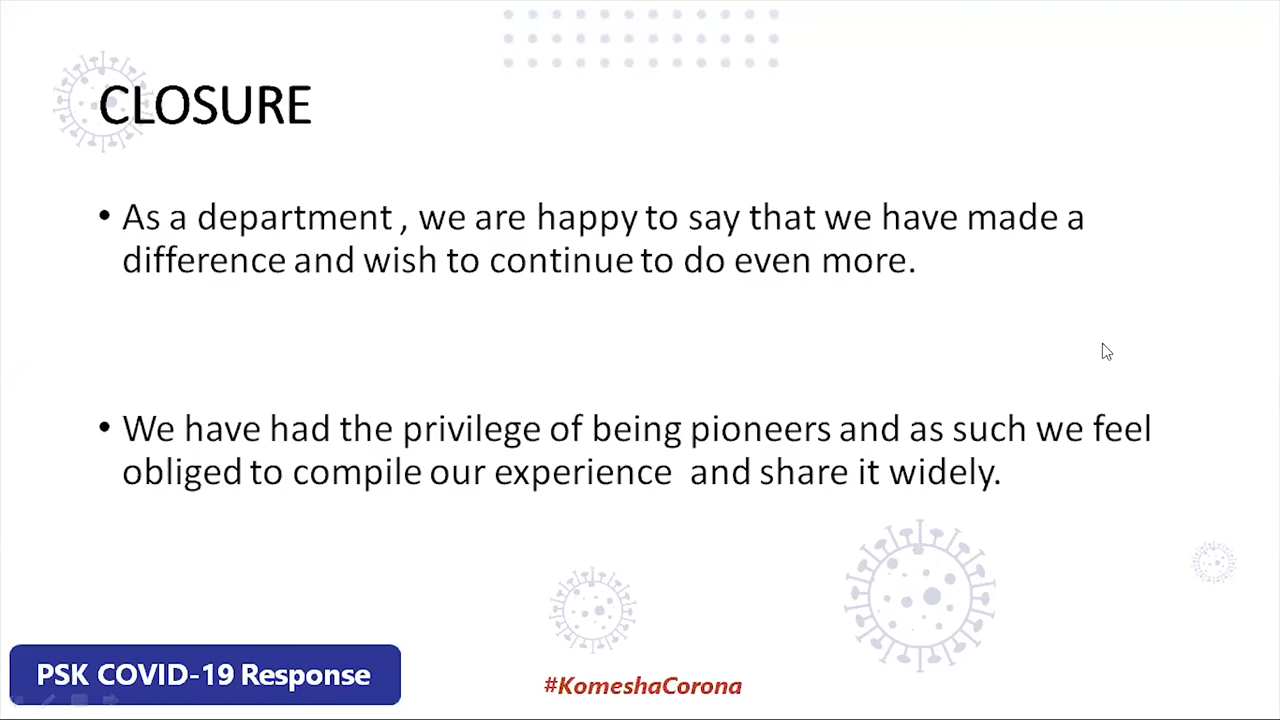 CLOSURE
• As a department , we are happy to say that we have made a
difference and wish to continue to do even more.
• We have had the privilege of being pioneers and as such we feel
obliged to compile our experience  and share it widely.
PSK COVID-19 Response
#KomeshaCorona